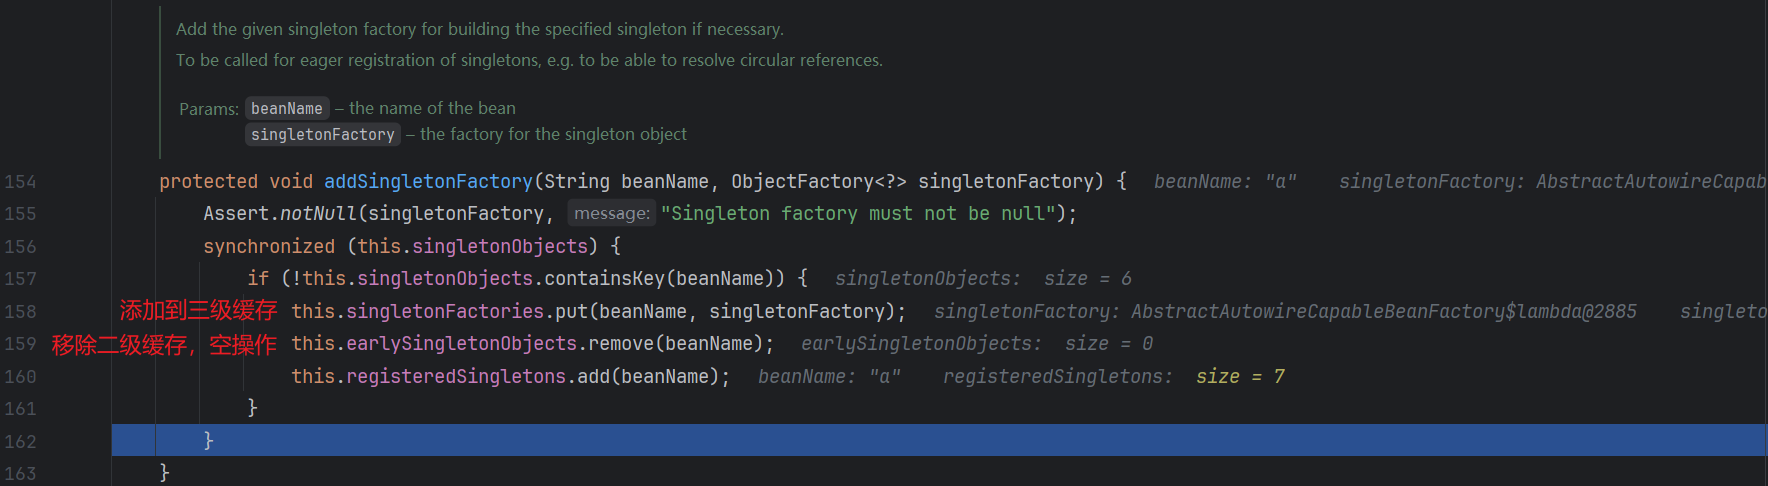 Add the given singleton factory for building the specified singleton if necessary.
To be called for eager registration of singletons, e.g. to be able to resolve circular references.
Params: beanName – the name of the bean
singletonFactory – the factory for the singleton object
154 protected void addSingletonFactory(String beanName, ObjectFactory<?> singletonFactory) { beanName: "a" singletonFactory: AbstractAutowireCapab
155 Assert.notNull(singletonFactory, message: "Singleton factory must not be null");
156 synchronized (this.singletonObjects) {
157 if (!this.singletonObjects.containsKey(beanName)) { singletonObjects: size = 6
158 添加到三级缓存 this.singletonFactories.put(beanName, singletonFactory); singletonFactory: AbstractAutowireCapableBeanFactory$lambda@2885 singleto
159 移除二级缓存，空操作 this.earlySingletonObjects.remove(beanName); earlySingletonObjects: size = 0
160 this.registeredSingletons.add(beanName); beanName: "a" registeredSingletons: size = 7
161 }
162 }
163 }